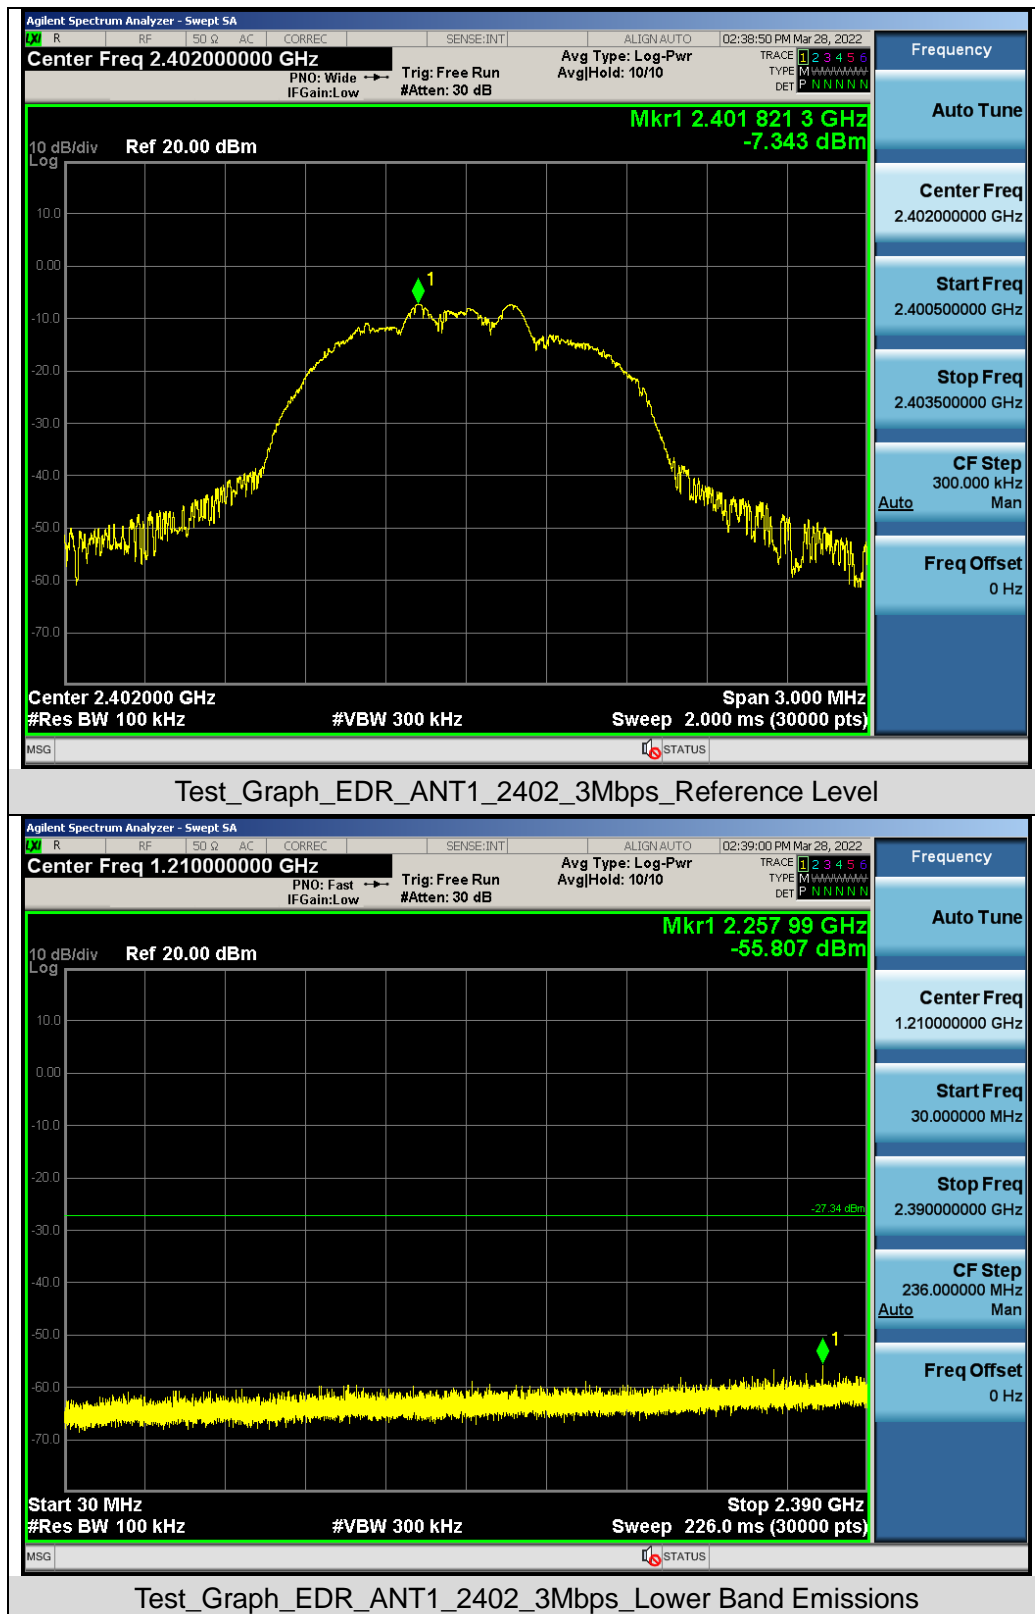 Agilent Spectrum Analyzer - Swept SA
LXI R RF 50 Ω AC CORREC SENSE:INT ALIGN AUTO 02:38:50 PM Mar 28, 2022
Center Freq 2.402000000 GHz
PNO: Wide
IFGain:Low
Trig: Free Run
#Atten: 30 dB
Avg Type: Log-Pwr
Avg|Hold: 10/10
TRACE 1 2 3 4 5 6
TYPE M
DET P N N N N N
Mkr1 2.401 821 3 GHz
-7.343 dBm
10 dB/div Ref 20.00 dBm
Log
10.0
0.00
-10.0
-20.0
-30.0
-40.0
-50.0
-60.0
-70.0
1
Center 2.402000 GHz Span 3.000 MHz
#Res BW 100 kHz #VBW 300 kHz Sweep 2.000 ms (30000 pts)
MSG STATUS
Frequency
Auto Tune
Center Freq
2.402000000 GHz
Start Freq
2.400500000 GHz
Stop Freq
2.403500000 GHz
CF Step
300.000 kHz
Auto Man
Freq Offset
0 Hz
Test_Graph_EDR_ANT1_2402_3Mbps_Reference Level
Agilent Spectrum Analyzer - Swept SA
LXI R RF 50 Ω AC CORREC SENSE:INT ALIGN AUTO 02:39:00 PM Mar 28, 2022
Center Freq 1.210000000 GHz
PNO: Fast
IFGain:Low
Trig: Free Run
#Atten: 30 dB
Avg Type: Log-Pwr
Avg|Hold: 10/10
TRACE 1 2 3 4 5 6
TYPE M
DET P N N N N N
Mkr1 2.257 99 GHz
-55.807 dBm
10 dB/div Ref 20.00 dBm
Log
10.0
0.00
-10.0
-20.0
-30.0
-40.0
-50.0
-60.0
-70.0
-27.34 dBm
1
Start 30 MHz Stop 2.390 GHz
#Res BW 100 kHz #VBW 300 kHz Sweep 226.0 ms (30000 pts)
MSG STATUS
Frequency
Auto Tune
Center Freq
1.210000000 GHz
Start Freq
30.000000 MHz
Stop Freq
2.390000000 GHz
CF Step
236.000000 MHz
Auto Man
Freq Offset
0 Hz
Test_Graph_EDR_ANT1_2402_3Mbps_Lower Band Emissions